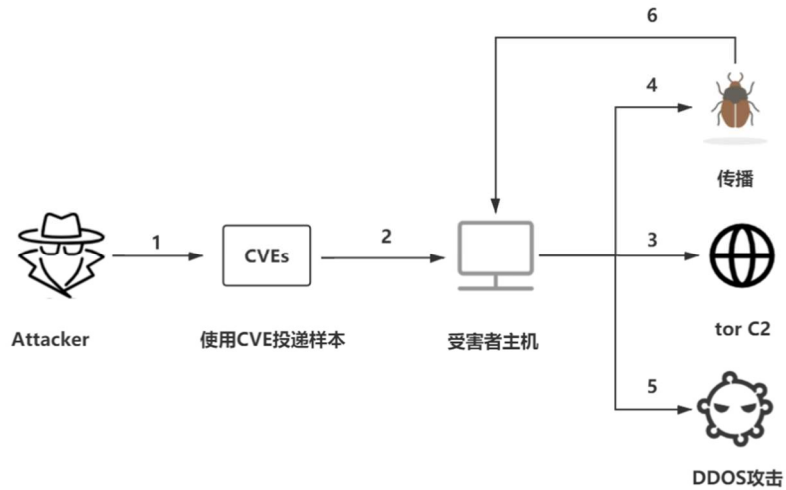 6
4
传播
1
CVEs
2
3
Attacker
使用CVE投递样本
受害者主机
tor C2
5
DDOS攻击